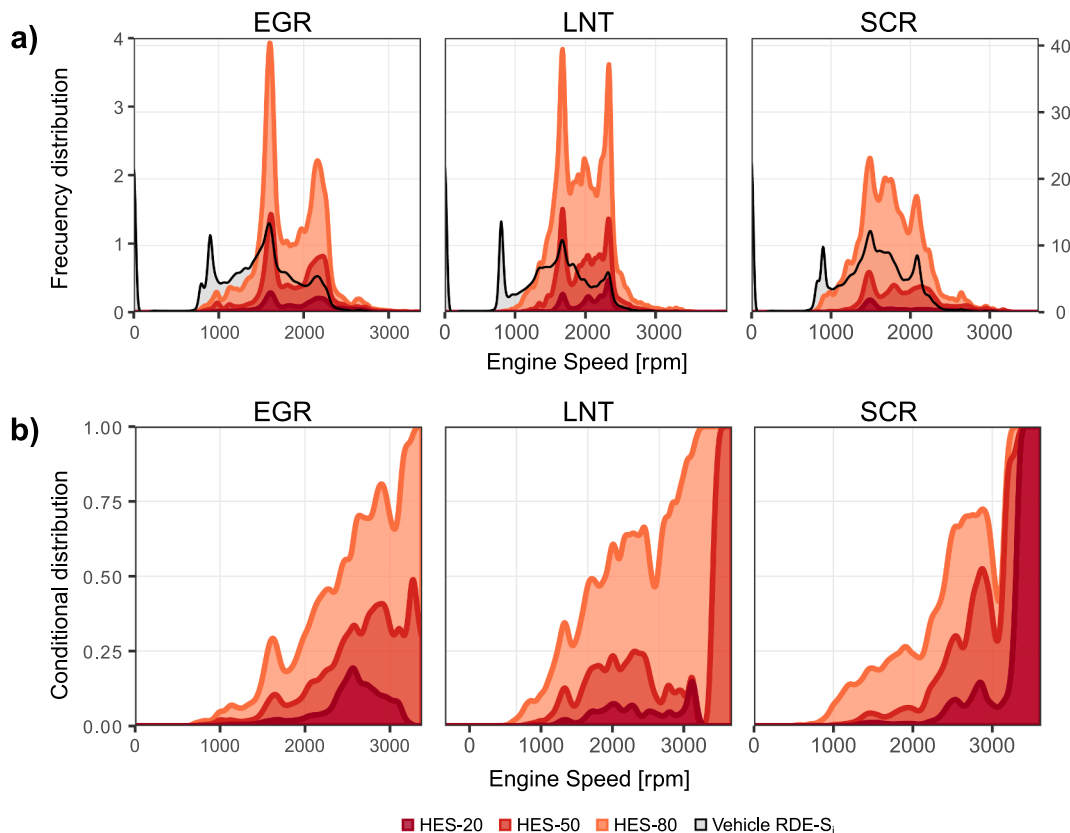 a)
EGR
LNT
SCR
Frecuency distribution
4
3
2
1
0
40
30
20
10
0
0 1000 2000 3000
0 1000 2000 3000
0 1000 2000 3000
Engine Speed [rpm]
b)
EGR
LNT
SCR
Conditional distribution
1.00
0.75
0.50
0.25
0.00
0 1000 2000 3000
0 1000 2000 3000
0 1000 2000 3000
Engine Speed [rpm]
HES-20 HES-50 HES-80 Vehicle RDE-Sᵢ